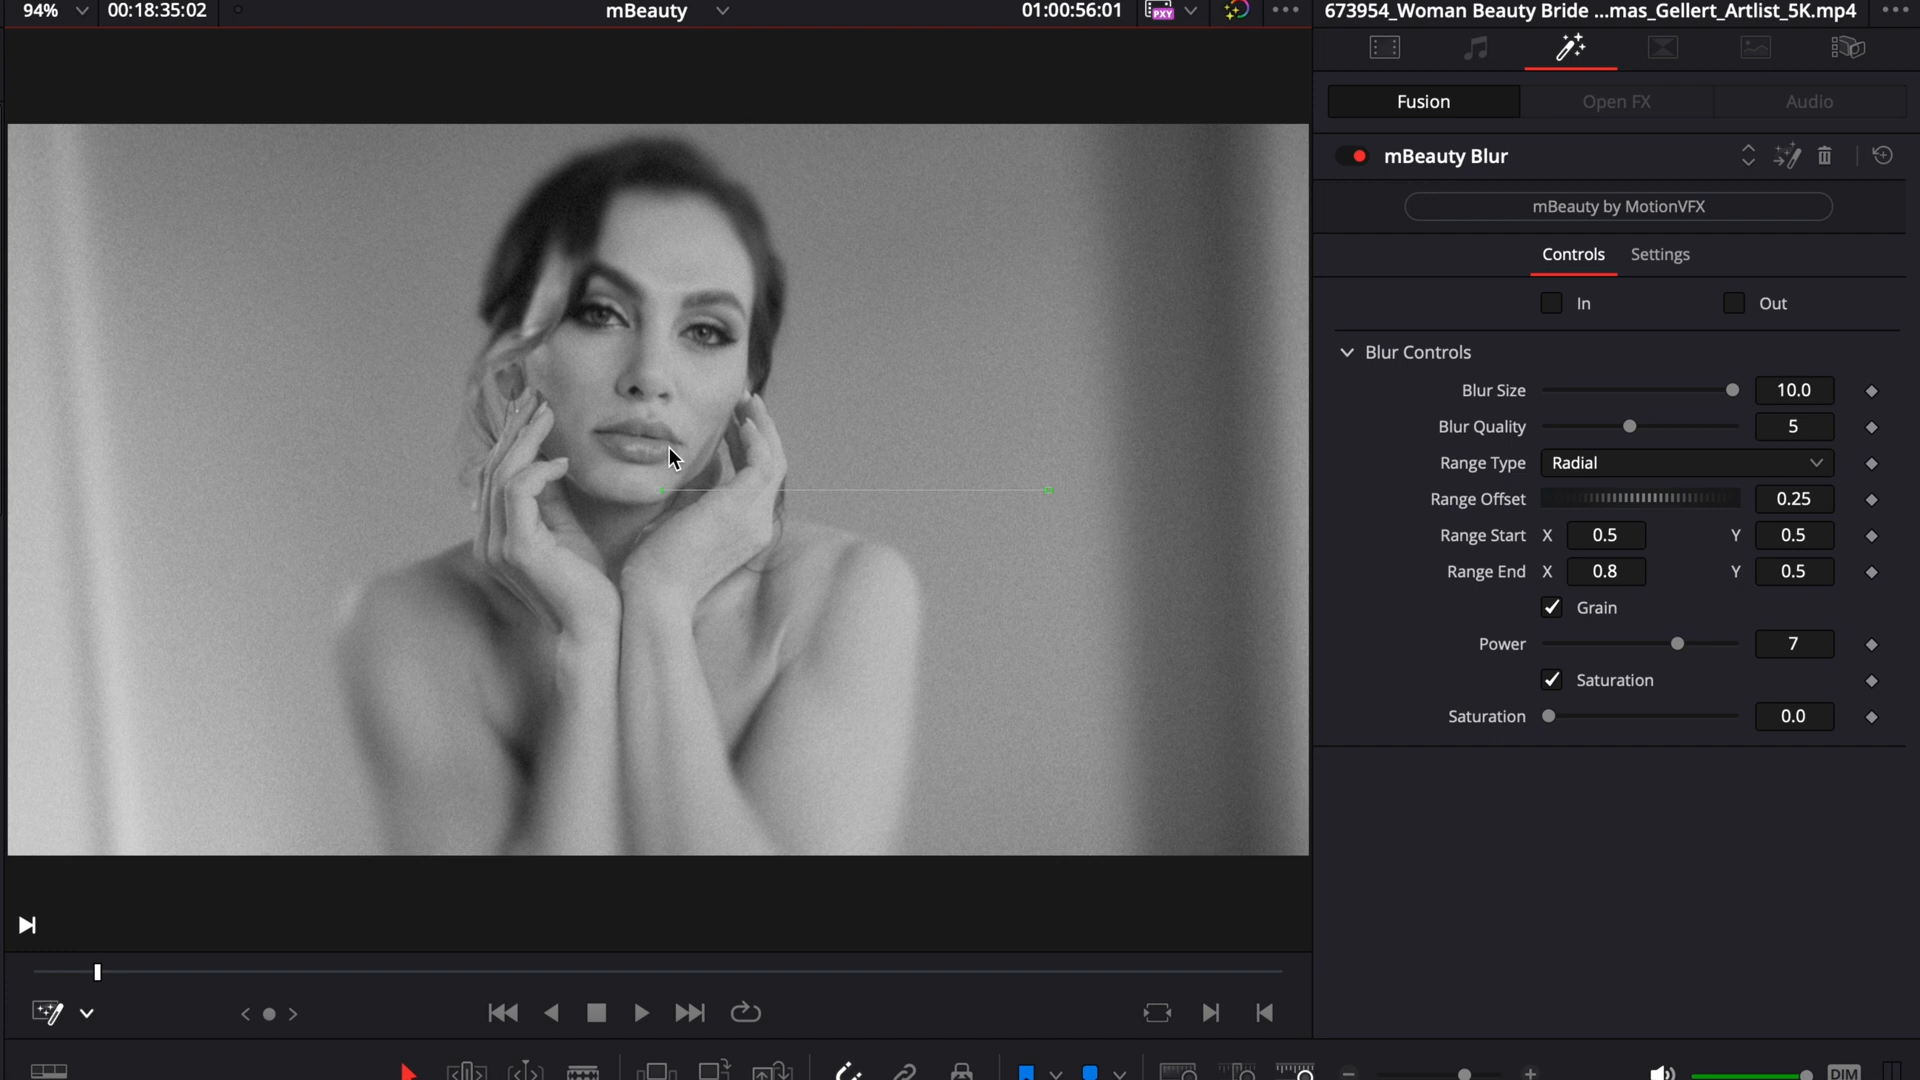 94% 00:18:35:02 mBeauty 01:00:56:01 PXY 673954_Woman Beauty Bride ...mas_Gellert_Artlist_5K.mp4
Fusion Open FX Audio
mBeauty Blur
mBeauty by MotionVFX
Controls Settings
In Out
Blur Controls
Blur Size 10.0
Blur Quality 5
Range Type Radial
Range Offset 0.25
Range Start X 0.5 Y 0.5
Range End X 0.8 Y 0.5
Grain
Power 7
Saturation
Saturation 0.0
DIM